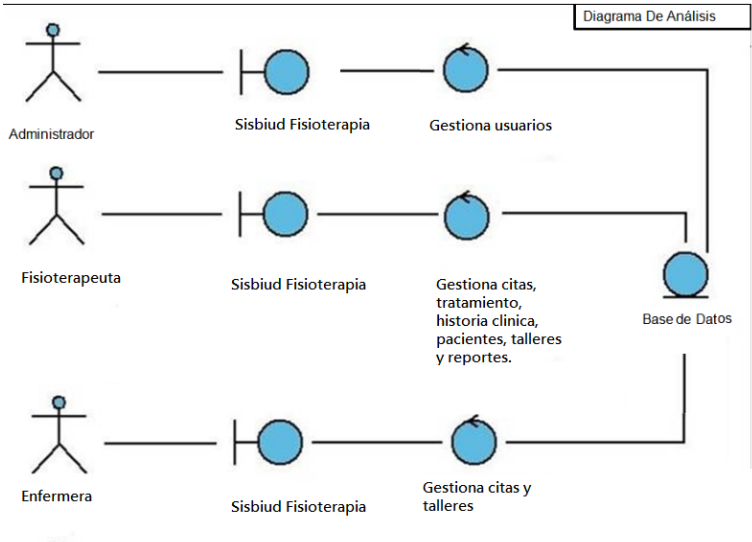 Diagrama De Análisis
Sisbiud Fisioterapia
Gestiona usuarios
Administrador
Fisioterapeuta
Sisbiud Fisioterapia
Gestiona citas,
tratamiento,
historia clinica,
pacientes, talleres
y reportes.
Base de Datos
Enfermera
Sisbiud Fisioterapia
Gestiona citas y
talleres